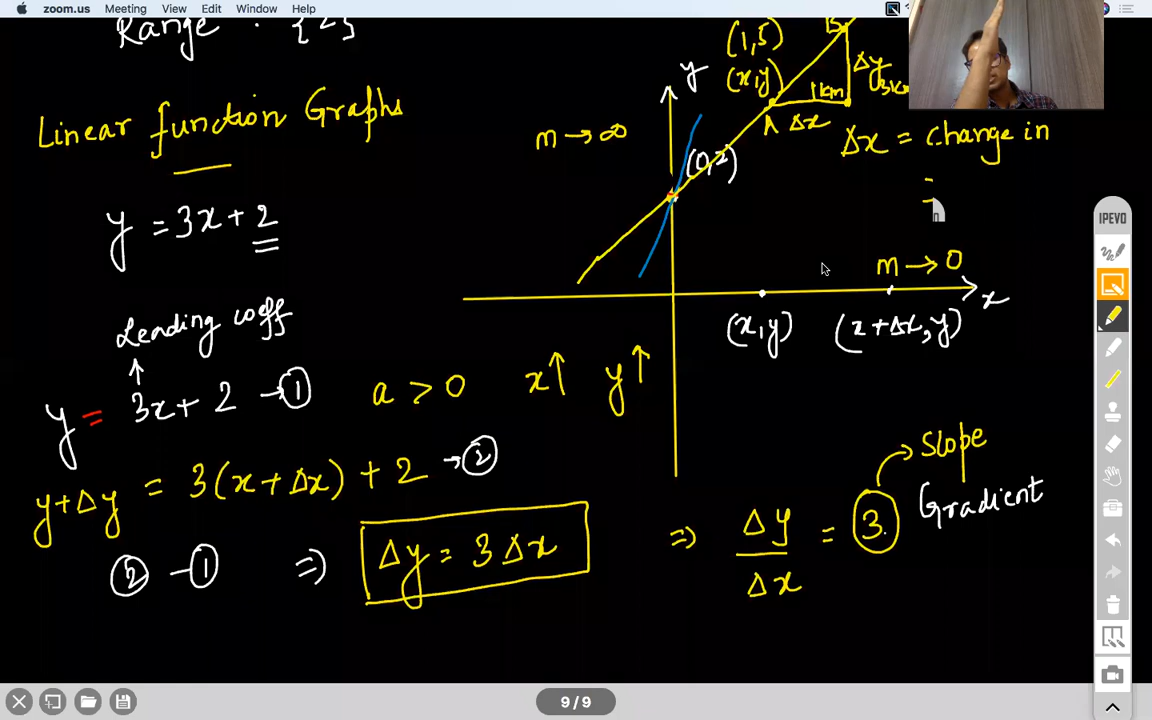 zoom.us Meeting View Edit Window Help
Range : {2}
Linear function Graphs
y = 3x + 2
Leading coeff
y = 3x + 2 → ①
a > 0 x↑ y↑
y+Δy = 3(x + Δx) + 2 → ②
② - ① ⇒ Δy = 3Δx ⇒ Δy/Δx = 3
Slope
Gradient
m → ∞
y
(0,2)
(1,5)
(x,y)
A Δx
1km
B
Δy
Δx = change in
=
m → 0
x
(x,y) (x+Δx,y)
IPEVO
9 / 9